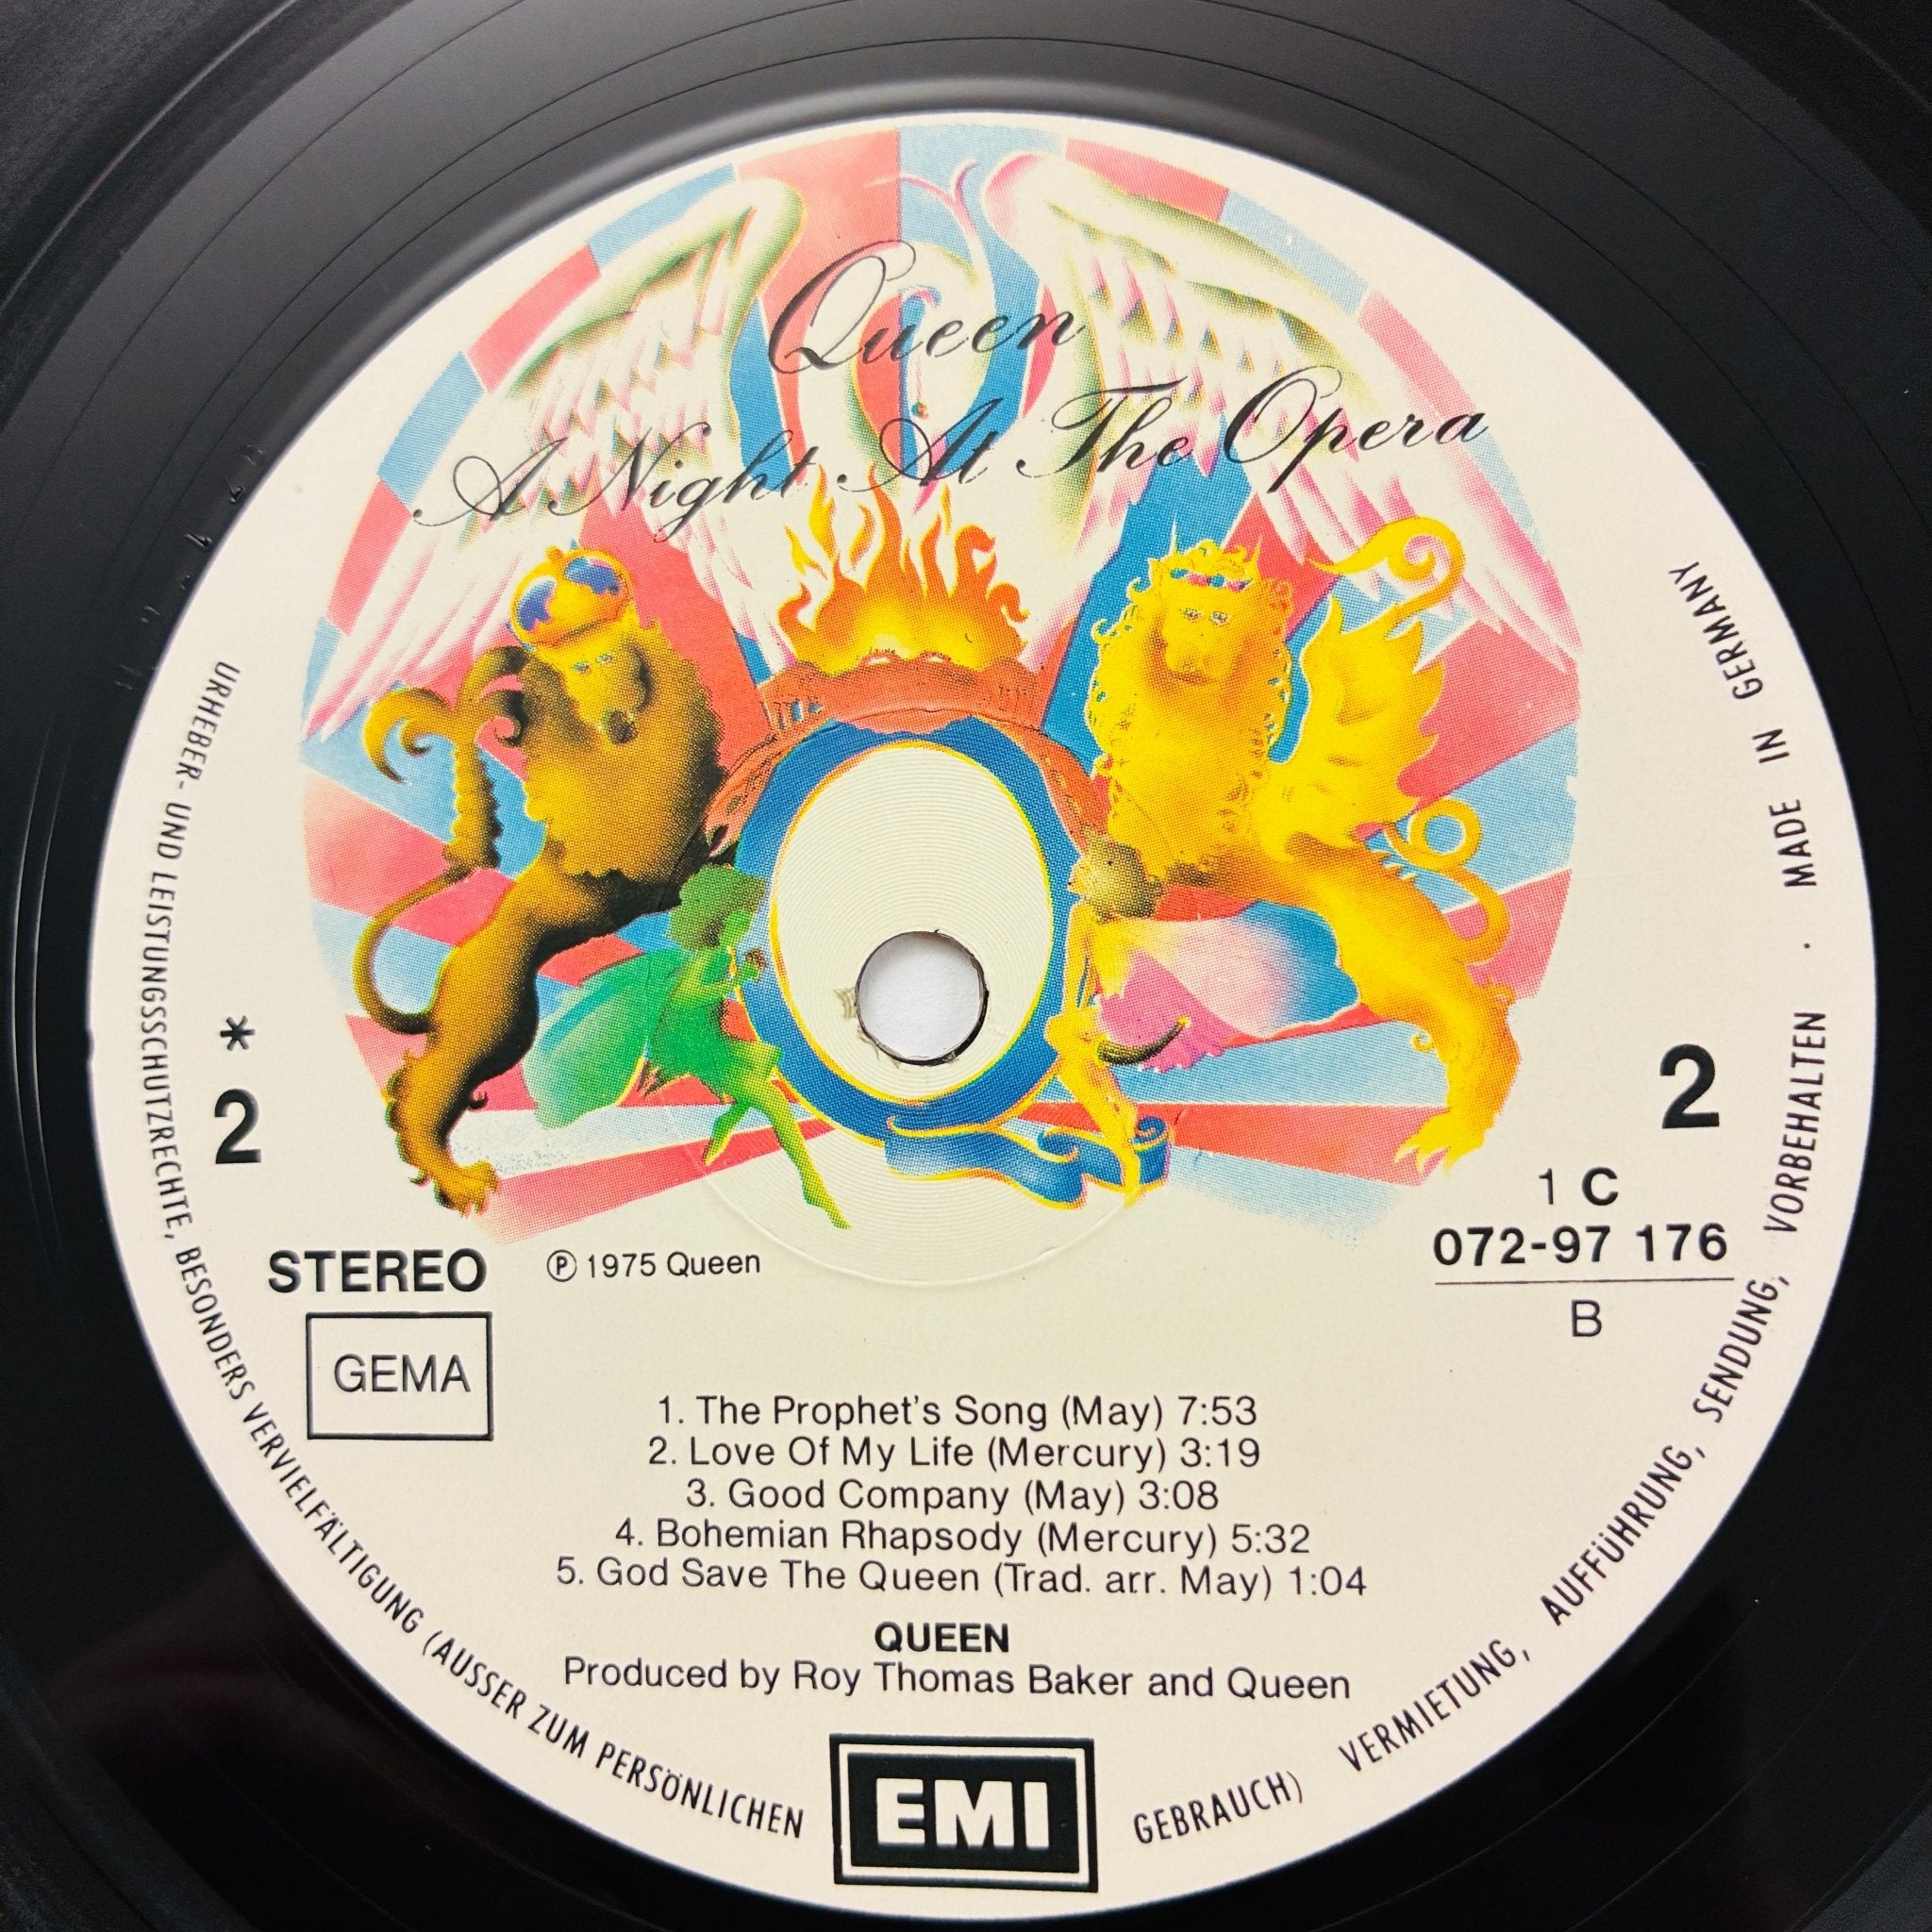 Queen
A Night At The Opera
*
2
2
1 C
072-97 176
B
STEREO
℗ 1975 Queen
GEMA
1. The Prophet's Song (May) 7:53
2. Love Of My Life (Mercury) 3:19
3. Good Company (May) 3:08
4. Bohemian Rhapsody (Mercury) 5:32
5. God Save The Queen (Trad. arr. May) 1:04
QUEEN
Produced by Roy Thomas Baker and Queen
EMI
URHEBER- UND LEISTUNGSSCHUTZRECHTE, BESONDERS VERVIELFÄLTIGUNG (AUSSER ZUM PERSÖNLICHEN GEBRAUCH) VERMIETUNG, AUFFÜHRUNG, SENDUNG, VORBEHALTEN · MADE IN GERMANY